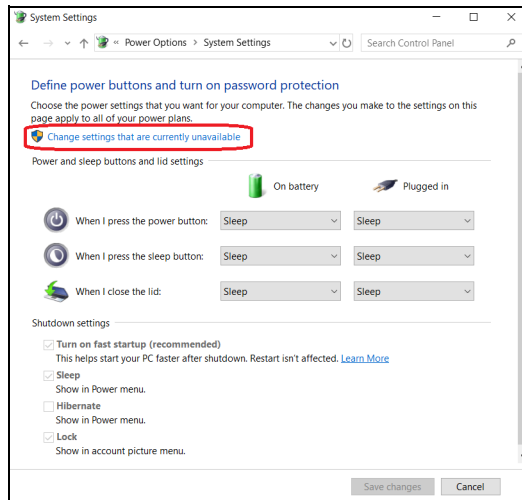 System Settings
« Power Options > System Settings
Search Control Panel
Define power buttons and turn on password protection
Choose the power settings that you want for your computer. The changes you make to the settings on this
page apply to all of your power plans.
Change settings that are currently unavailable
Power and sleep buttons and lid settings
On battery Plugged in
When I press the power button: Sleep Sleep
When I press the sleep button: Sleep Sleep
When I close the lid: Sleep Sleep
Shutdown settings
Turn on fast startup (recommended)
This helps start your PC faster after shutdown. Restart isn't affected. Learn More
Sleep
Show in Power menu.
Hibernate
Show in Power menu.
Lock
Show in account picture menu.
Save changes Cancel